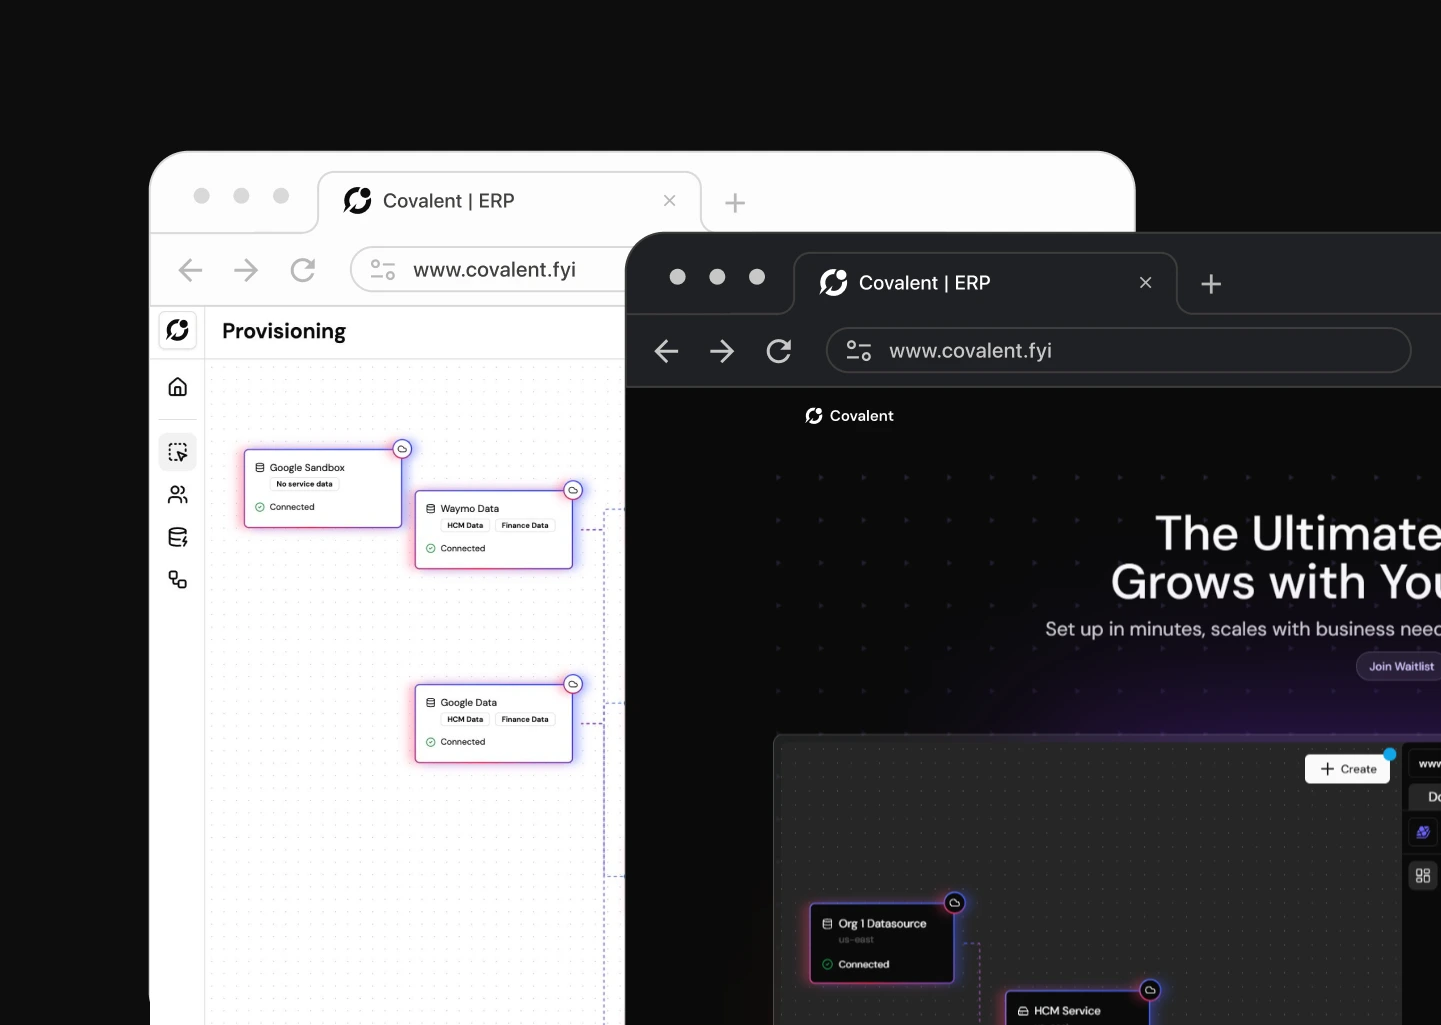 Covalent | ERP
www.covalent.fyi
Provisioning
Google Sandbox
No service data
Connected
Waymo Data
HCM Data Finance Data
Connected
Google Data
HCM Data Finance Data
Connected
Covalent | ERP
www.covalent.fyi
Covalent
The Ultimate
Grows with You
Set up in minutes, scales with business need
Join Waitlist
Create
www
Do
Org 1 Datasource
us-east
Connected
HCM Service